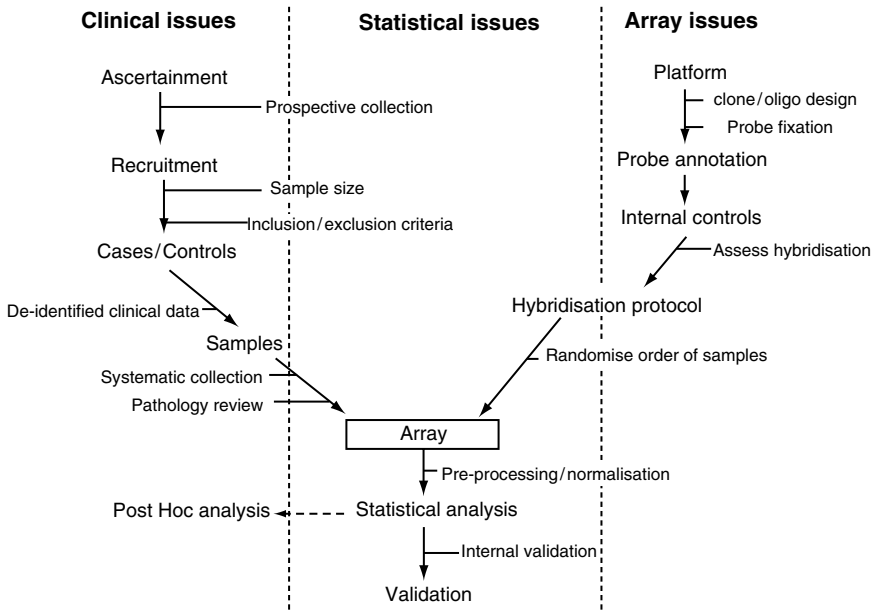 Clinical issues
Statistical issues
Array issues
Ascertainment
Prospective collection
Recruitment
Sample size
Inclusion/exclusion criteria
Cases/Controls
De-identified clinical data
Samples
Systematic collection
Pathology review
Platform
clone/oligo design
Probe fixation
Probe annotation
Internal controls
Assess hybridisation
Hybridisation protocol
Randomise order of samples
Array
Pre-processing/normalisation
Post Hoc analysis
Statistical analysis
Internal validation
Validation